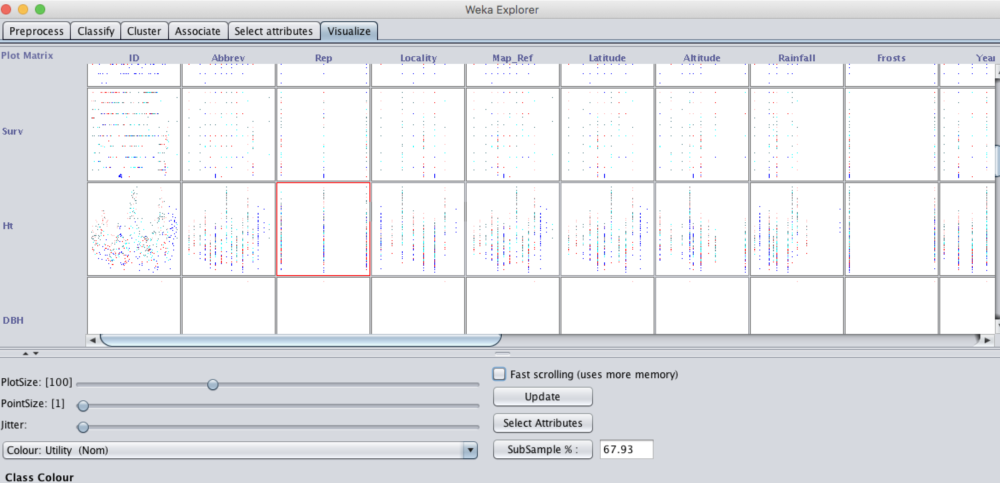 Weka Explorer
Preprocess Classify Cluster Associate Select attributes Visualize
Plot Matrix ID Abbrev Rep Locality Map_Ref Latitude Altitude Rainfall Frosts Year
Surv
Ht
DBH
PlotSize: [100]
Fast scrolling (uses more memory)
PointSize: [1]
Update
Jitter:
Select Attributes
Colour: Utility (Nom)
SubSample % : 67.93
Class Colour